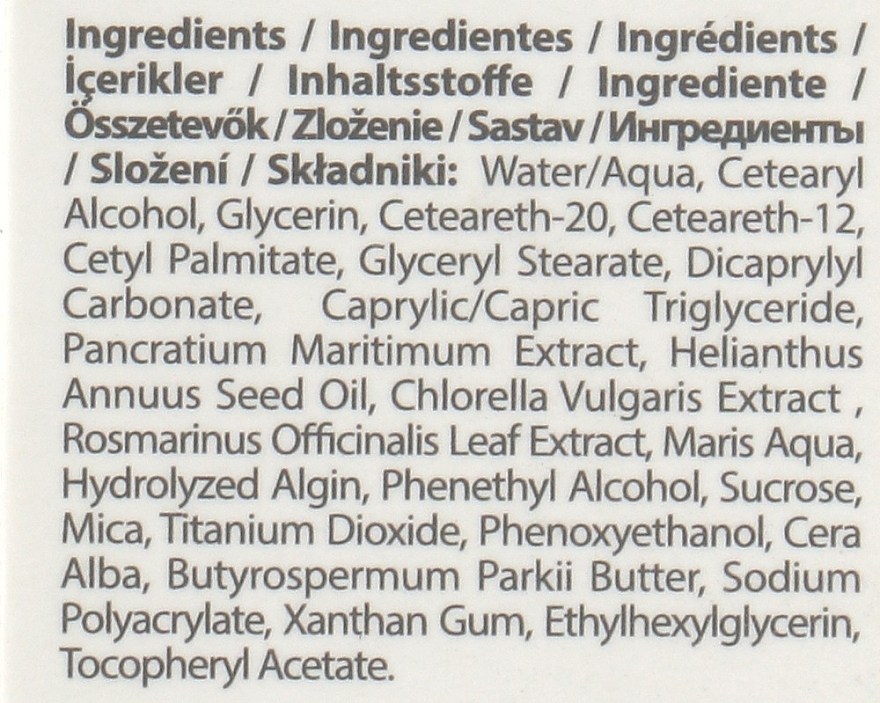 Ingredients / Ingredientes / Ingrédients /
İçerikler / Inhaltsstoffe / Ingrediente /
Összetevők / Zloženie / Sastav / Ингредиенты
/ Složení / Składniki: Water/Aqua, Cetearyl
Alcohol, Glycerin, Ceteareth-20, Ceteareth-12,
Cetyl Palmitate, Glyceryl Stearate, Dicaprylyl
Carbonate, Caprylic/Capric Triglyceride,
Pancratium Maritimum Extract, Helianthus
Annuus Seed Oil, Chlorella Vulgaris Extract ,
Rosmarinus Officinalis Leaf Extract, Maris Aqua,
Hydrolyzed Algin, Phenethyl Alcohol, Sucrose,
Mica, Titanium Dioxide, Phenoxyethanol, Cera
Alba, Butyrospermum Parkii Butter, Sodium
Polyacrylate, Xanthan Gum, Ethylhexylglycerin,
Tocopheryl Acetate.